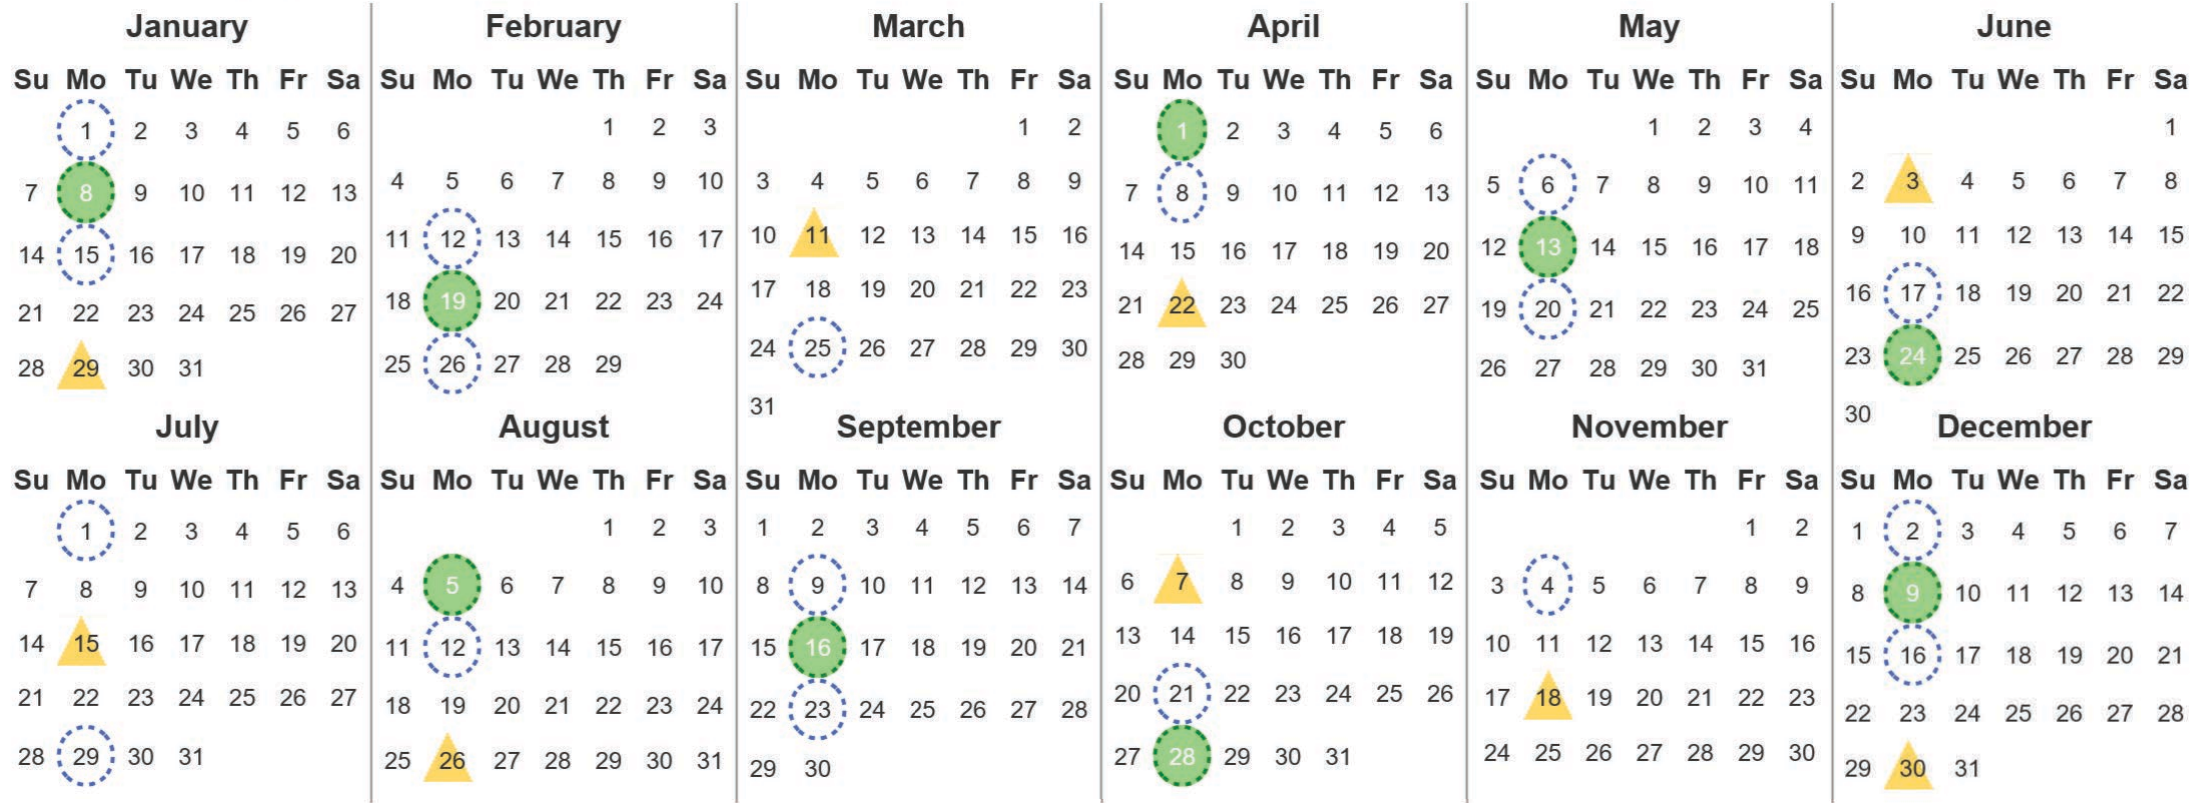 January
Su Mo Tu We Th Fr Sa
1 2 3 4 5 6
7 8 9 10 11 12 13
14 15 16 17 18 19 20
21 22 23 24 25 26 27
28 29 30 31
February
Su Mo Tu We Th Fr Sa
1 2 3
4 5 6 7 8 9 10
11 12 13 14 15 16 17
18 19 20 21 22 23 24
25 26 27 28 29
March
Su Mo Tu We Th Fr Sa
1 2
3 4 5 6 7 8 9
10 11 12 13 14 15 16
17 18 19 20 21 22 23
24 25 26 27 28 29 30
31
April
Su Mo Tu We Th Fr Sa
1 2 3 4 5 6
7 8 9 10 11 12 13
14 15 16 17 18 19 20
21 22 23 24 25 26 27
28 29 30
May
Su Mo Tu We Th Fr Sa
1 2 3 4
5 6 7 8 9 10 11
12 13 14 15 16 17 18
19 20 21 22 23 24 25
26 27 28 29 30 31
June
Su Mo Tu We Th Fr Sa
1
2 3 4 5 6 7 8
9 10 11 12 13 14 15
16 17 18 19 20 21 22
23 24 25 26 27 28 29
30
July
Su Mo Tu We Th Fr Sa
1 2 3 4 5 6
7 8 9 10 11 12 13
14 15 16 17 18 19 20
21 22 23 24 25 26 27
28 29 30 31
August
Su Mo Tu We Th Fr Sa
1 2 3
4 5 6 7 8 9 10
11 12 13 14 15 16 17
18 19 20 21 22 23 24
25 26 27 28 29 30 31
September
Su Mo Tu We Th Fr Sa
1 2 3 4 5 6 7
8 9 10 11 12 13 14
15 16 17 18 19 20 21
22 23 24 25 26 27 28
29 30
October
Su Mo Tu We Th Fr Sa
1 2 3 4 5
6 7 8 9 10 11 12
13 14 15 16 17 18 19
20 21 22 23 24 25 26
27 28 29 30 31
November
Su Mo Tu We Th Fr Sa
1 2
3 4 5 6 7 8 9
10 11 12 13 14 15 16
17 18 19 20 21 22 23
24 25 26 27 28 29 30
December
Su Mo Tu We Th Fr Sa
1 2 3 4 5 6 7
8 9 10 11 12 13 14
15 16 17 18 19 20 21
22 23 24 25 26 27 28
29 30 31